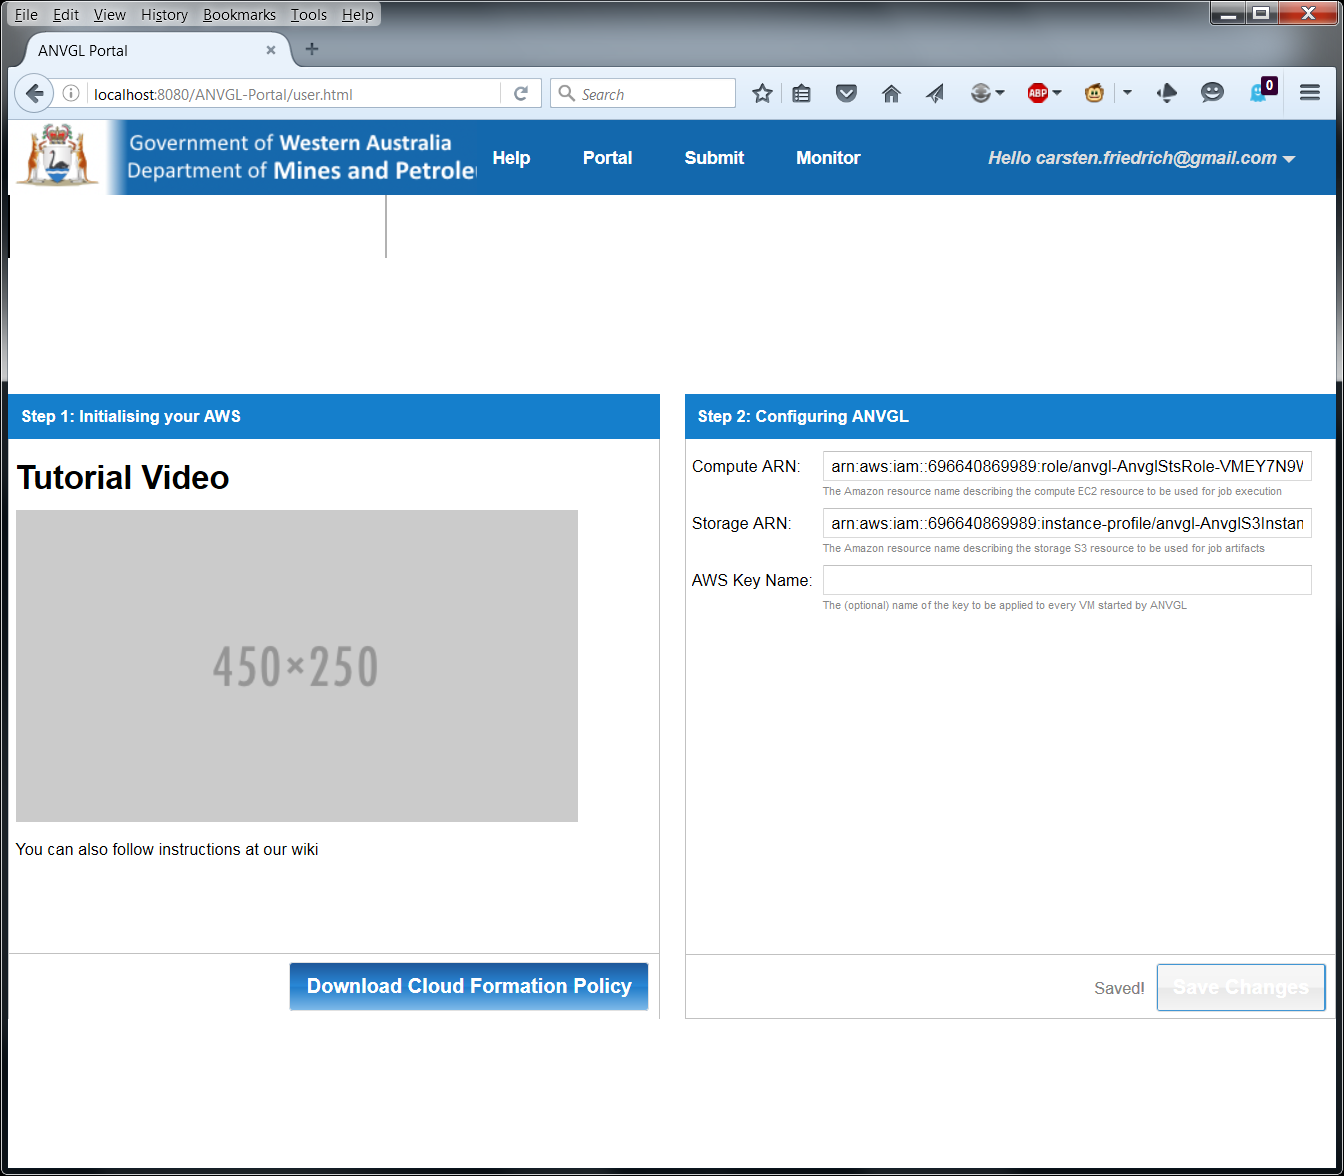 File Edit View History Bookmarks Tools Help
ANVGL Portal
localhost:8080/ANVGL-Portal/user.html
Search
ABP
0
Government of Western Australia
Department of Mines and Petrole
Help Portal Submit Monitor
Hello carsten.friedrich@gmail.com
Step 1: Initialising your AWS
Tutorial Video
450×250
You can also follow instructions at our wiki
Download Cloud Formation Policy
Step 2: Configuring ANVGL
Compute ARN: arn:aws:iam::696640869989:role/anvgl-AnvglStsRole-VMEY7N9W
The Amazon resource name describing the compute EC2 resource to be used for job execution
Storage ARN: arn:aws:iam::696640869989:instance-profile/anvgl-AnvglS3Instan
The Amazon resource name describing the storage S3 resource to be used for job artifacts
AWS Key Name:
The (optional) name of the key to be applied to every VM started by ANVGL
Saved! Save Changes